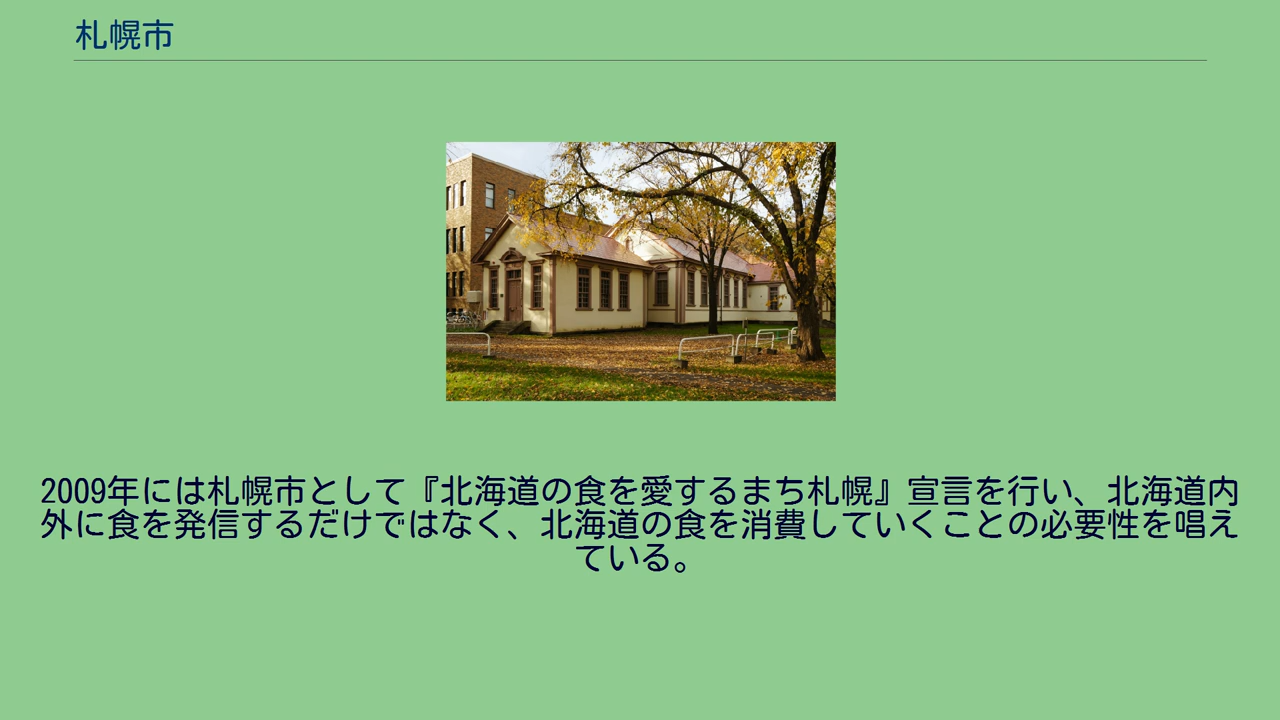 札幌市
2009年には札幌市として『北海道の食を愛するまち札幌』宣言を行い、北海道内
外に食を発信するだけではなく、北海道の食を消費していくことの必要性を唱え
ている。